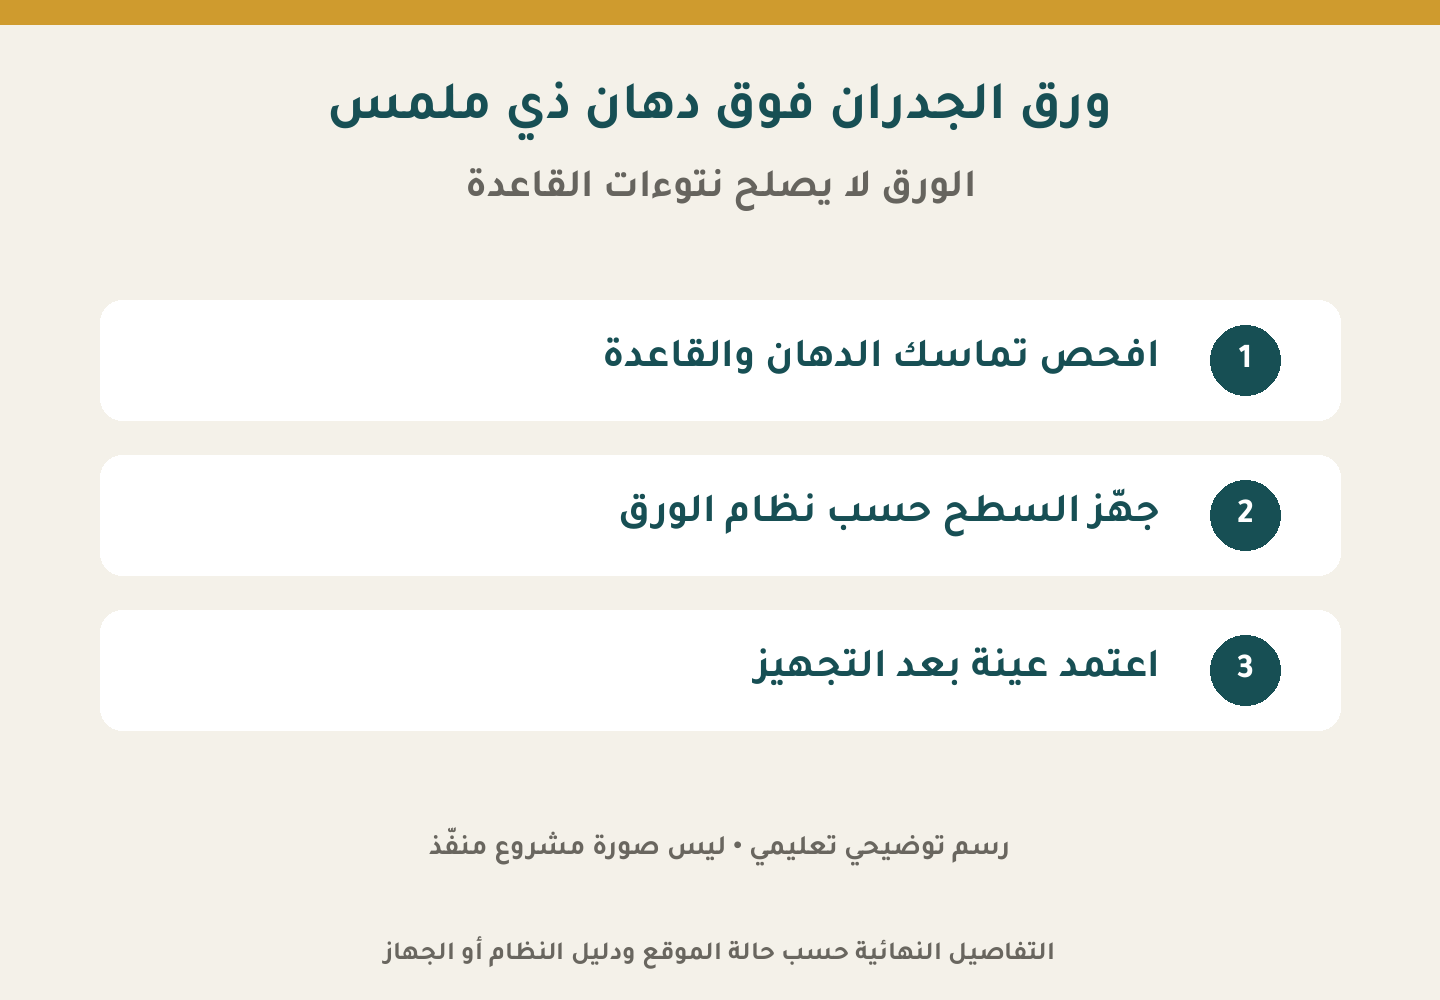 ورق الجدران فوق دهان ذي ملمس
الورق لا يصلح نتوءات القاعدة
1 افحص تماسك الدهان والقاعدة
2 جهّز السطح حسب نظام الورق
3 اعتمد عينة بعد التجهيز
رسم توضيحي تعليمي • ليس صورة مشروع منفّذ
التفاصيل النهائية حسب حالة الموقع ودليل النظام أو الجهاز